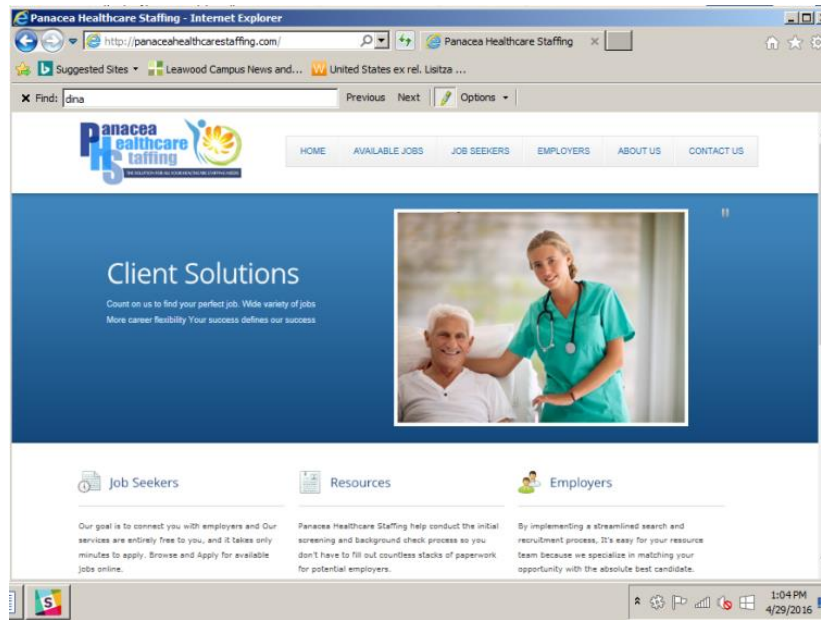 Panacea Healthcare Staffing - Internet Explorer
http://panaceahealthcarestaffing.com/
Panacea Healthcare Staffing
Suggested Sites
Leawood Campus News and...
United States ex rel. Lisitza ...
Find: dina
Previous Next Options
Panacea
Healthcare
Staffing
THE SOLUTION FOR ALL YOUR HEALTHCARE STAFFING NEEDS
HOME AVAILABLE JOBS JOB SEEKERS EMPLOYERS ABOUT US CONTACT US
Client Solutions
Count on us to find your perfect job. Wide variety of jobs
More career flexibility Your success defines our success
Job Seekers
Our goal is to connect you with employers and Our
services are entirely free to you, and it takes only
minutes to apply. Browse and Apply for available
jobs online.
Resources
Panacea Healthcare Staffing help conduct the initial
screening and background check process so you
don't have to fill out countless stacks of paperwork
for potential employers.
Employers
By implementing a streamlined search and
recruitment process, It's easy for your resource
team because we specialize in matching your
opportunity with the absolute best candidate.
1:04 PM
4/29/2016